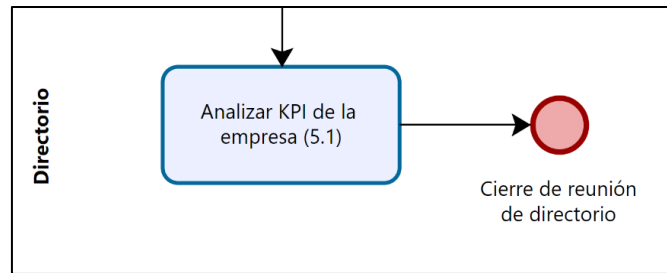 Directorio
Analizar KPI de la
empresa (5.1)
Cierre de reunión
de directorio